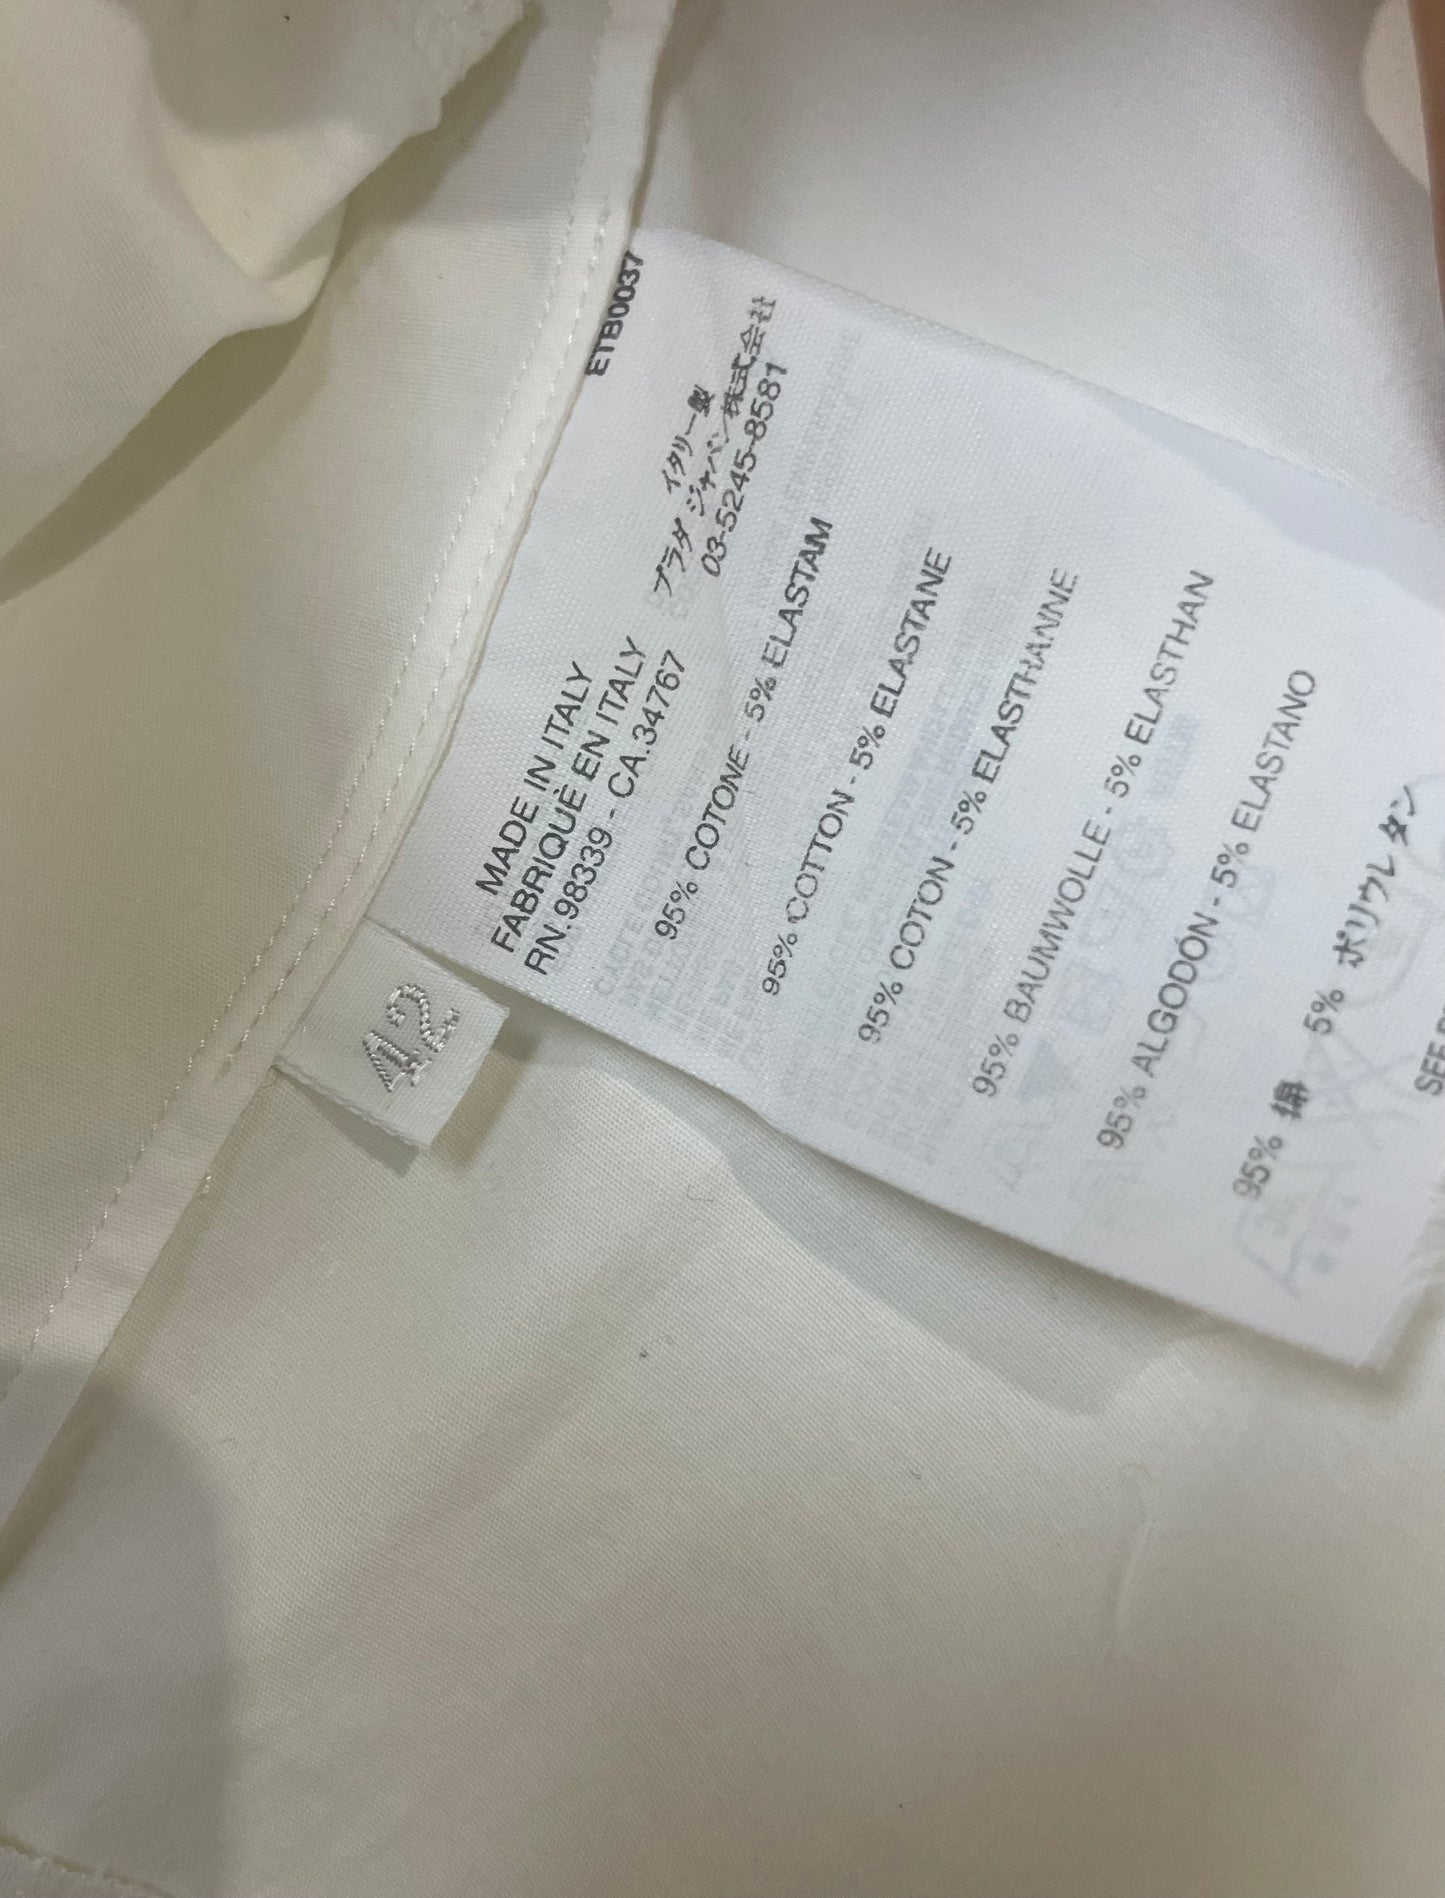 ETB0037
MADE IN ITALY
FABRIQUÈ EN ITALY
RN.98339 - CA.34767
イタリー製
プラダ ジャパン株式会社
03-5245-8581
95% COTONE - 5% ELASTAM
95% COTTON - 5% ELASTANE
95% COTON - 5% ELASTHANNE
95% BAUMWOLLE - 5% ELASTHAN
95% ALGODÓN - 5% ELASTANO
95% 綿 5% ポリウレタン
SEE
42